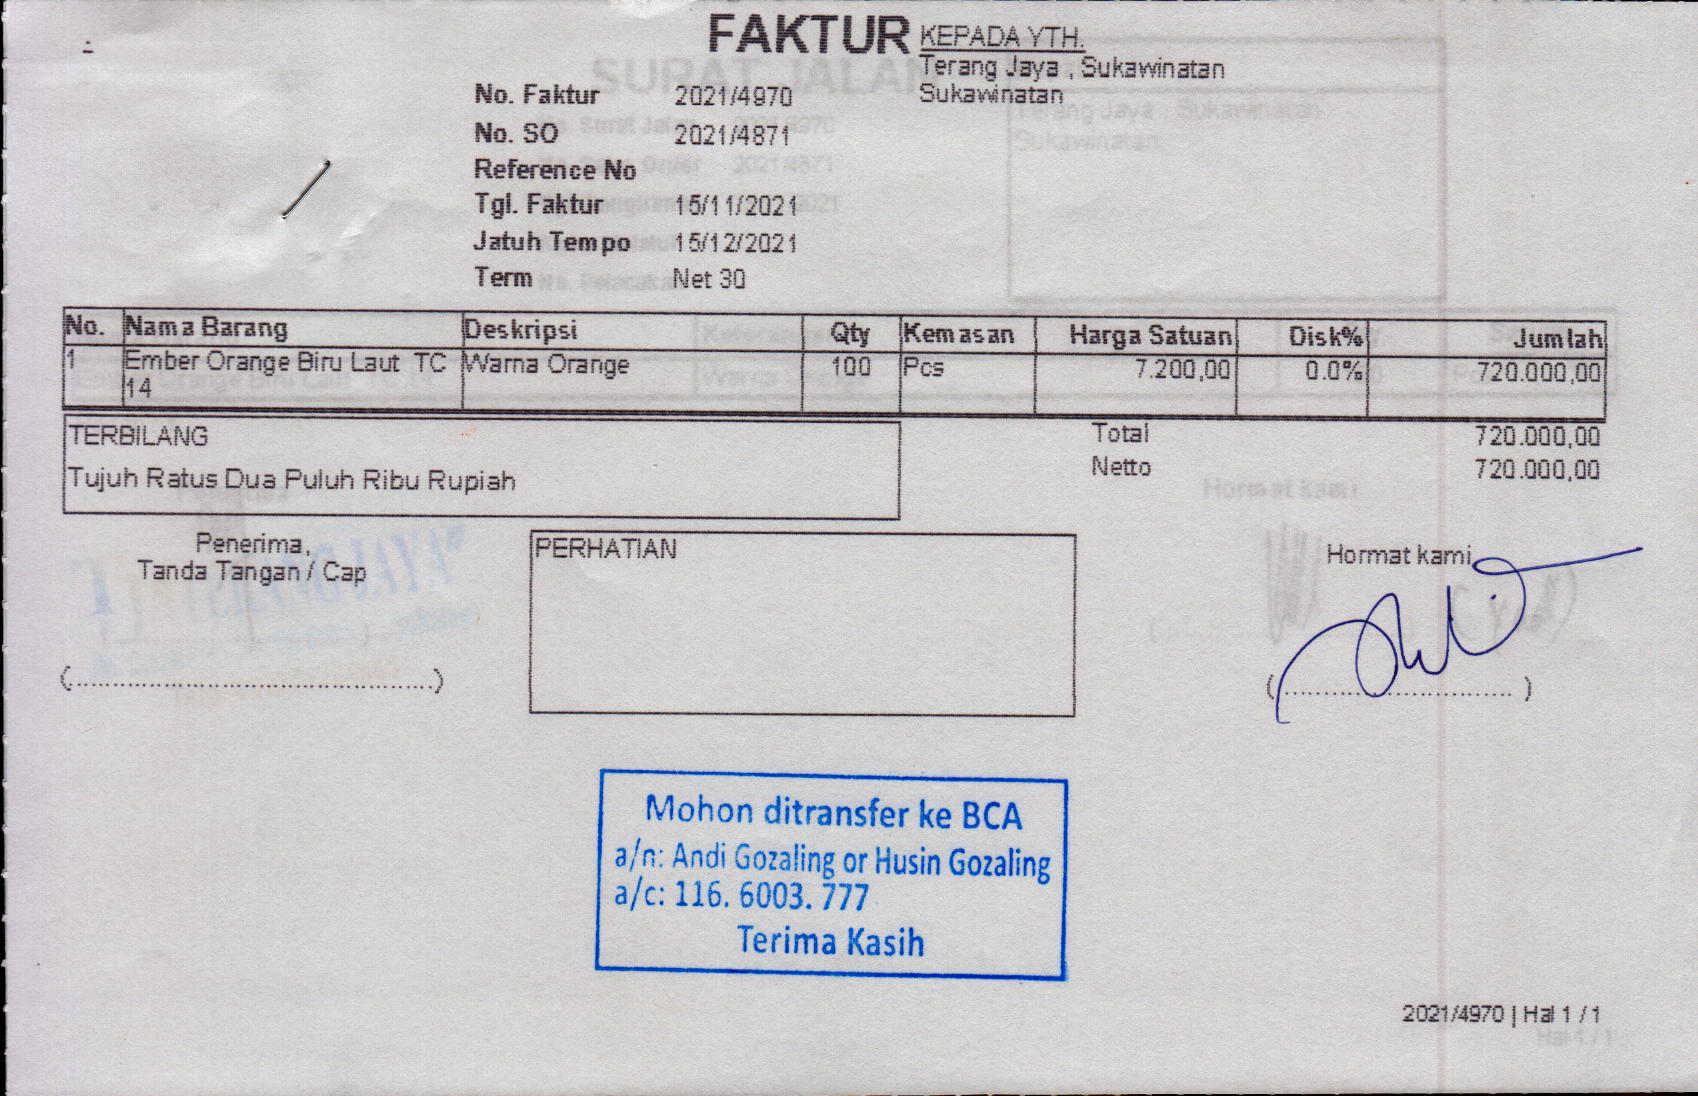 FAKTUR
KEPADA YTH.
Terang Jaya , Sukawinatan
Sukawinatan
No. Faktur 2021/4970
No. SO 2021/4871
Reference No
Tgl. Faktur 15/11/2021
Jatuh Tempo 15/12/2021
Term Net 30
No. Nama Barang Deskripsi Qty Kemasan Harga Satuan Disk% Jumlah
1 Ember Orange Biru Laut TC Warna Orange 100 Pcs 7.200,00 0.0% 720.000,00
14
TERBILANG
Tujuh Ratus Dua Puluh Ribu Rupiah
Total 720.000,00
Netto 720.000,00
Penerima,
Tanda Tangan / Cap
(....................................................)
PERHATIAN
Hormat kami,
(.................................. )
Mohon ditransfer ke BCA
a/n: Andi Gozaling or Husin Gozaling
a/c: 116. 6003. 777
Terima Kasih
2021/4970 | Hal 1 / 1